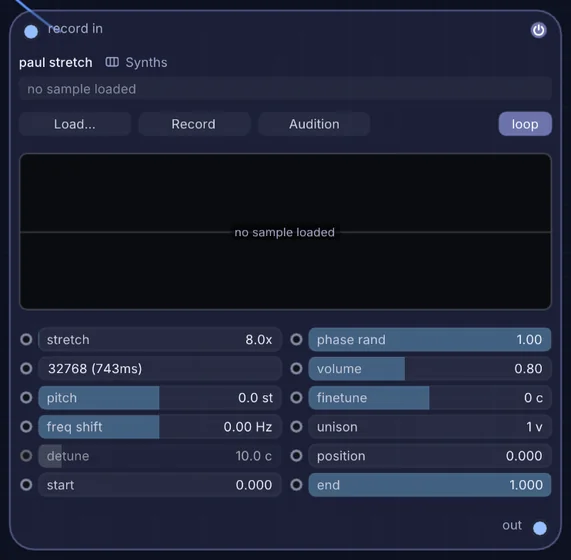 record in
paul stretch Synths
no sample loaded
Load... Record Audition loop
no sample loaded
stretch 8.0x phase rand 1.00
32768 (743ms) volume 0.80
pitch 0.0 st finetune 0 c
freq shift 0.00 Hz unison 1 v
detune 10.0 c position 0.000
start 0.000 end 1.000
out